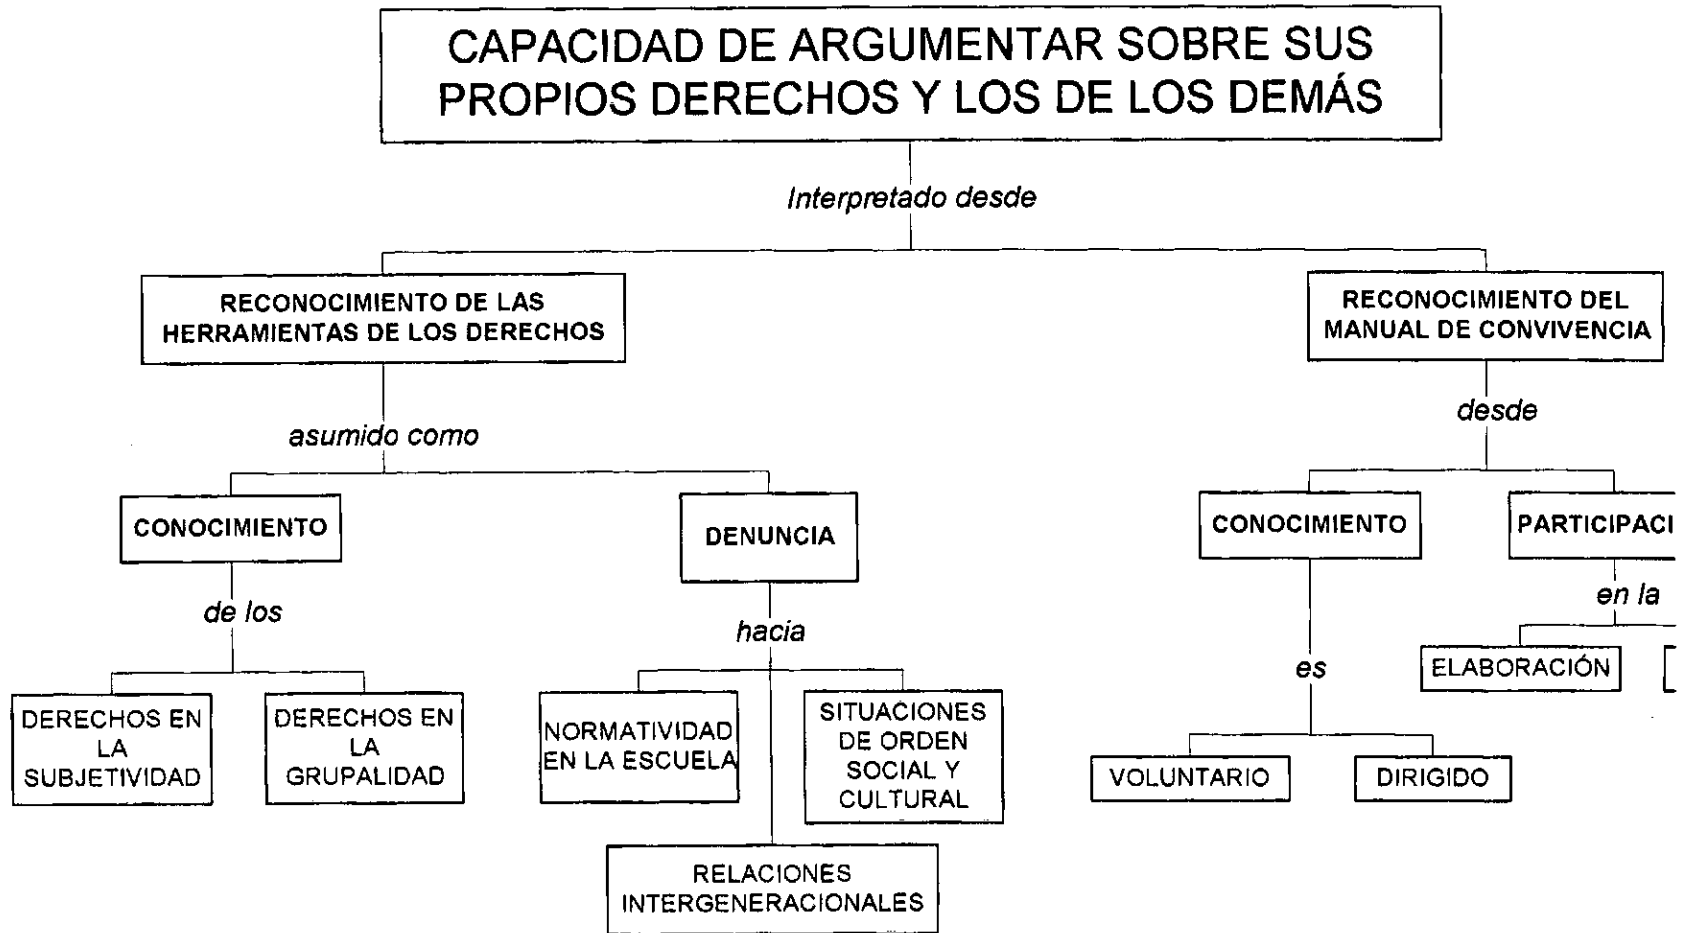 CAPACIDAD DE ARGUMENTAR SOBRE SUS
PROPIOS DERECHOS Y LOS DE LOS DEMÁS
Interpretado desde
RECONOCIMIENTO DE LAS
HERRAMIENTAS DE LOS DERECHOS
RECONOCIMIENTO DEL
MANUAL DE CONVIVENCIA
asumido como
desde
CONOCIMIENTO
DENUNCIA
CONOCIMIENTO
PARTICIPACI
de los
hacia
es
en la
DERECHOS EN
LA
SUBJETIVIDAD
DERECHOS EN
LA
GRUPALIDAD
NORMATIVIDAD
EN LA ESCUELA
SITUACIONES
DE ORDEN
SOCIAL Y
CULTURAL
RELACIONES
INTERGENERACIONALES
VOLUNTARIO
DIRIGIDO
ELABORACIÓN